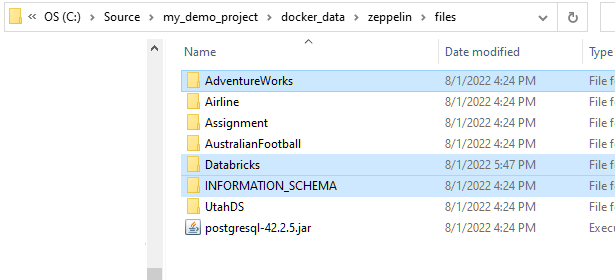 « OS (C:) > Source > my_demo_project > docker_data > zeppelin > files
Name Date modified Type
AdventureWorks 8/1/2022 4:24 PM File f
Airline 8/1/2022 4:24 PM File f
Assignment 8/1/2022 4:24 PM File f
AustralianFootball 8/1/2022 4:24 PM File f
Databricks 8/1/2022 5:47 PM File f
INFORMATION_SCHEMA 8/1/2022 4:24 PM File f
UtahDS 8/1/2022 4:24 PM File f
postgresql-42.2.5.jar 8/1/2022 4:24 PM Execu